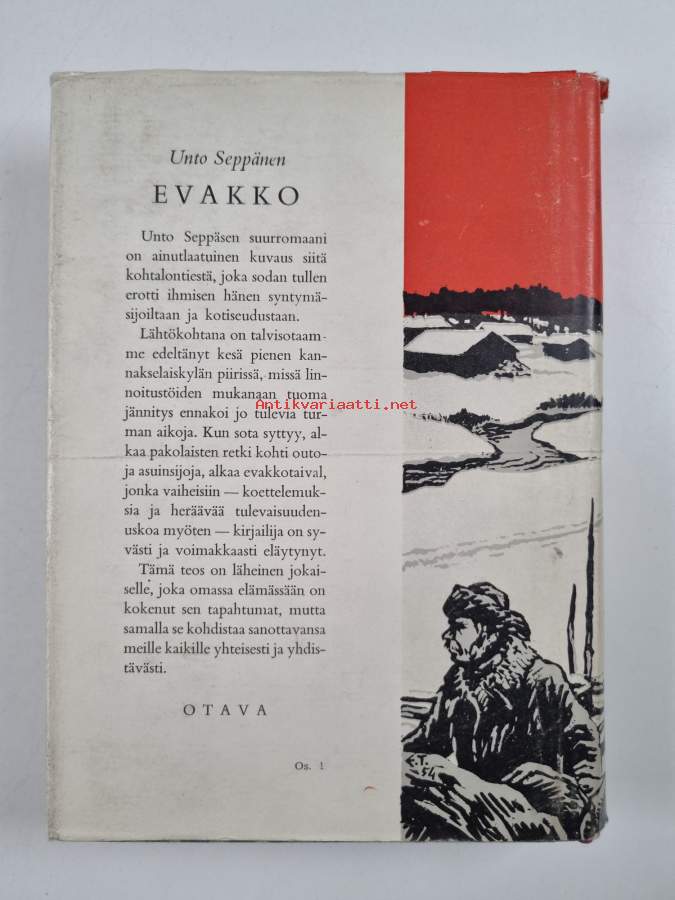 Unto Seppänen
EVAKKO
Unto Seppäsen suurromaani
on ainutlaatuinen kuvaus siitä
kohtalontiestä, joka sodan tullen
erotti ihmisen hänen syntymä-
sijoiltaan ja kotiseudustaan.
Lähtökohtana on talvisotaam-
me edeltänyt kesä pienen kan-
nakselaiskylän piirissä, missä lin-
noitustöiden mukanaan tuoma
Antikvariaatti.net
jännitys ennakoi jo tulevia tur-
man aikoja. Kun sota syttyy, al-
kaa pakolaisten retki kohti outo-
ja asuinsijoja, alkaa evakkotaival,
jonka vaiheisiin — koettelemuk-
sia ja heräävää tulevaisuuden-
uskoa myöten — kirjailija on sy-
västi ja voimakkaasti eläytynyt.
Tämä teos on läheinen jokai-
selle, joka omassa elämässään on
kokenut sen tapahtumat, mutta
samalla se kohdistaa sanottavansa
meille kaikille yhteisesti ja yhdis-
tävästi.
OTAVA
Os. 1
E.T.
54